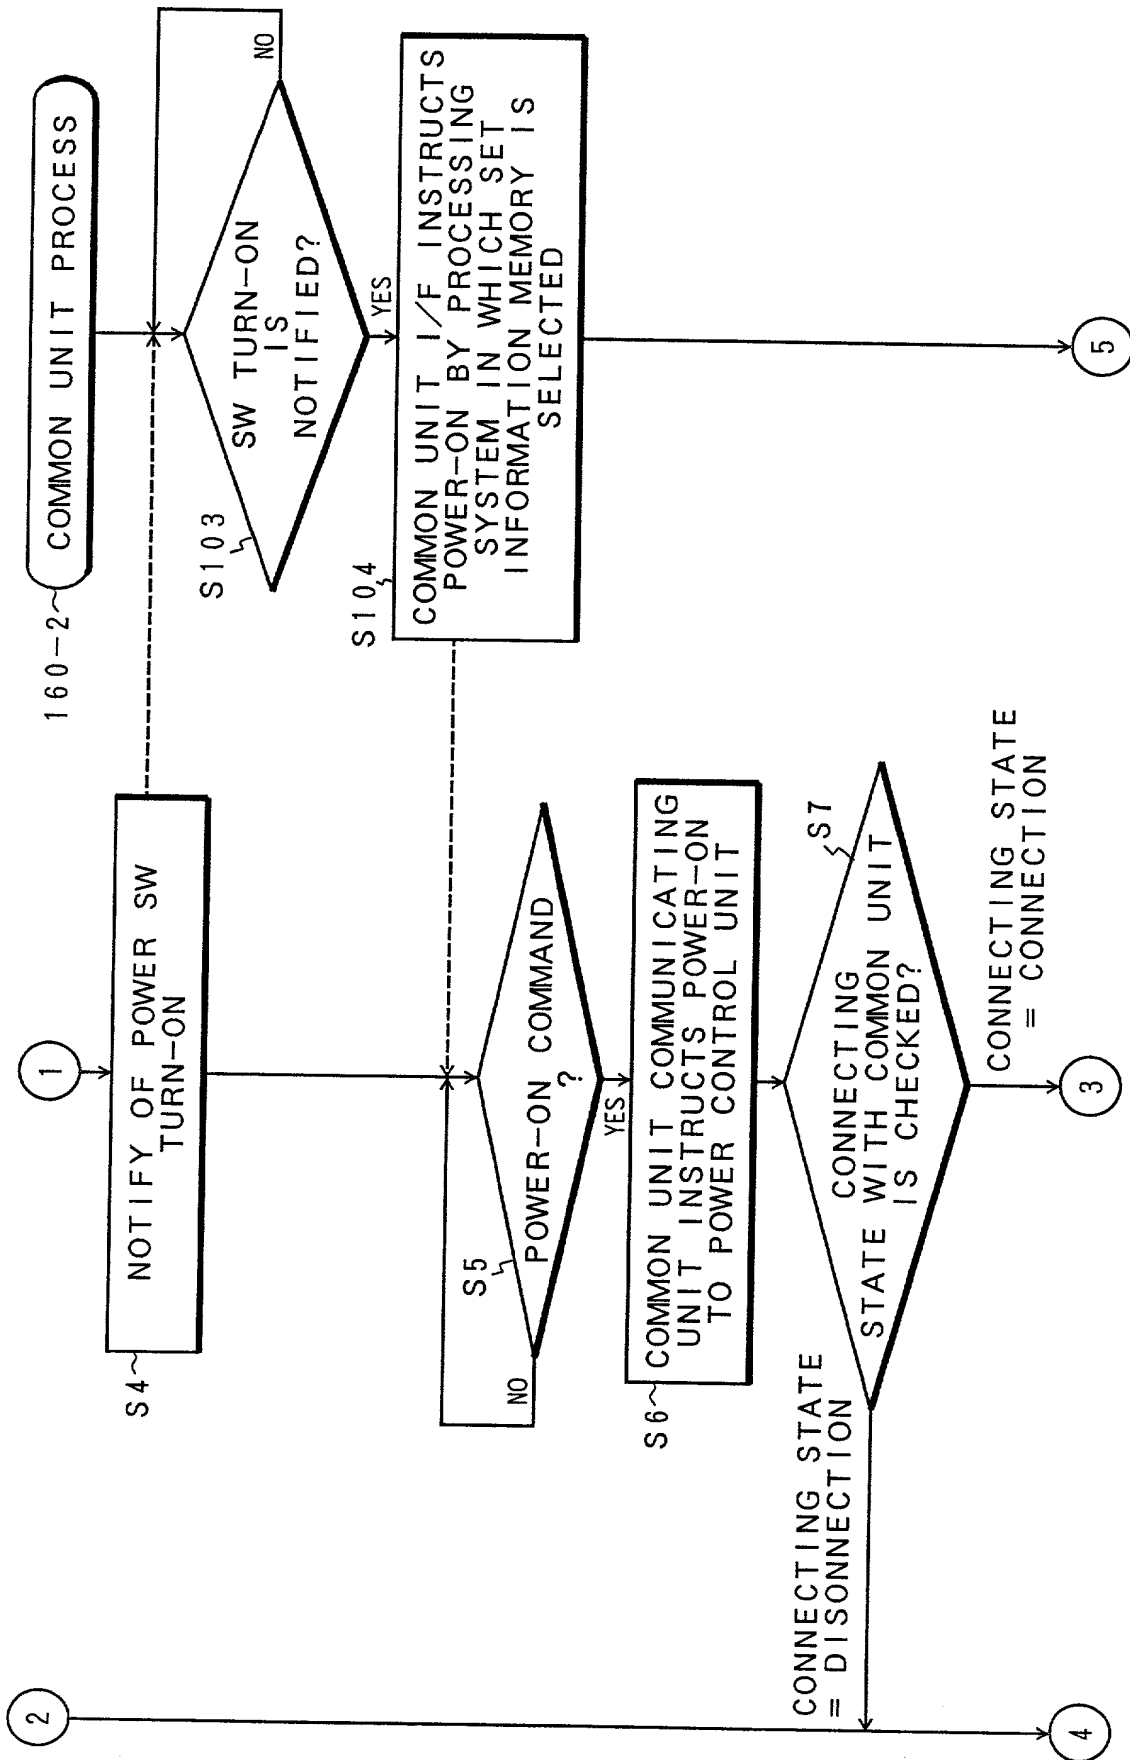 2
1
S4
NOTIFY OF POWER SW
TURN-ON
S5
POWER-ON COMMAND
?
NO
YES
S6
COMMON UNIT COMMUNICATING
UNIT INSTRUCTS POWER-ON
TO POWER CONTROL UNIT
S7
CONNECTING
STATE WITH COMMON UNIT
IS CHECKED?
CONNECTING STATE
= DISONNECTION
CONNECTING STATE
= CONNECTION
4
3
160-2
COMMON UNIT PROCESS
S103
SW TURN-ON
IS
NOTIFIED?
NO
YES
S104
COMMON UNIT I/F INSTRUCTS
POWER-ON BY PROCESSING
SYSTEM IN WHICH SET
INFORMATION MEMORY IS
SELECTED
5